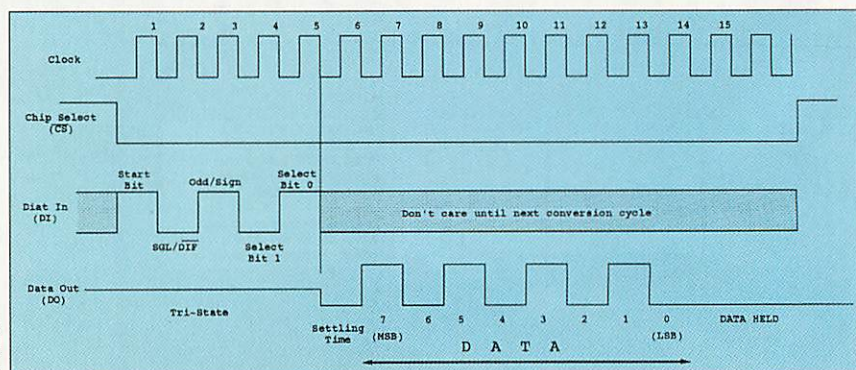 1 2 3 4 5 6 7 8 9 10 11 12 13 14 15
Clock
Chip Select
(CS)
Start
Bit
Odd/Sign
Select
Bit 0
Diat In
(DI)
Don't care until next conversion cycle
SGL/DIF
Select
Bit 1
Data Out
(DO)
Tri-State
Settling
Time
7 6 5 4 3 2 1 0 DATA HELD
(MSB) (LSB)
D A T A